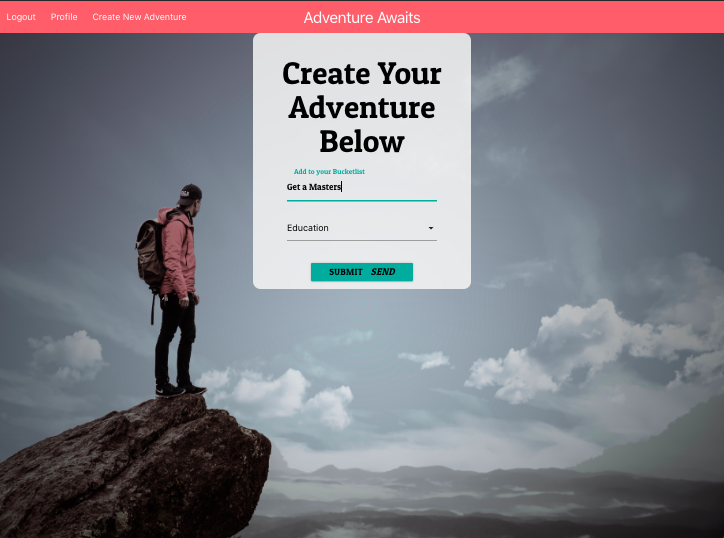 Logout Profile Create New Adventure Adventure Awaits
Create Your
Adventure
Below
Add to your Bucketlist
Get a Masters
Education
SUBMIT SEND